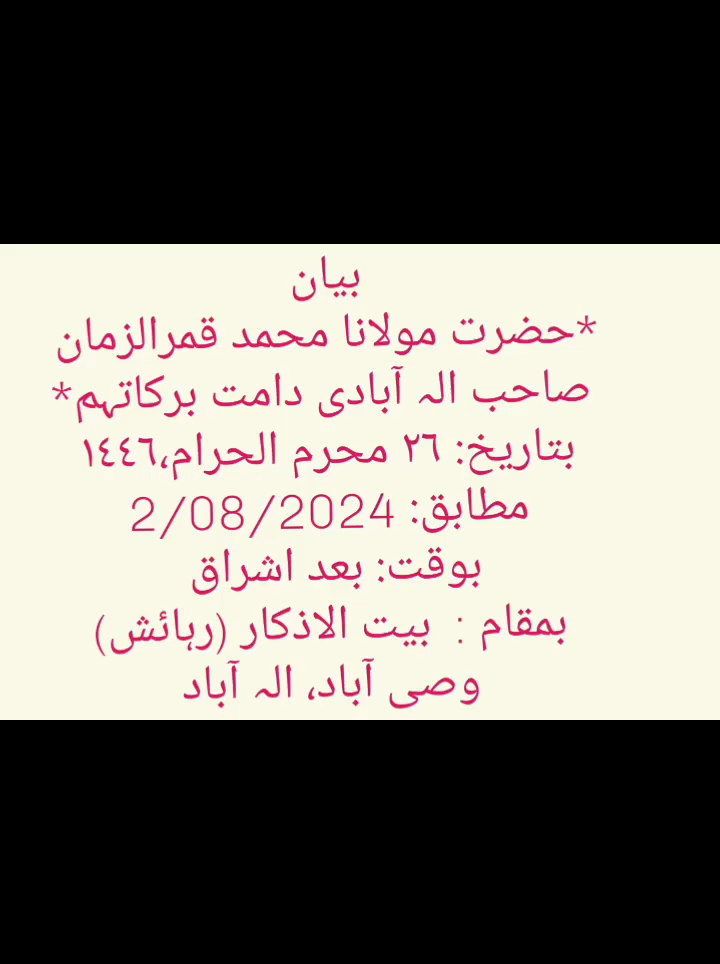 بیان
*حضرت مولانا محمد قمرالزمان
صاحب الہ آبادی دامت برکاتہم*
بتاریخ: ٢٦ محرم الحرام،١٤٤٦
مطابق: 2/08/2024
بوقت: بعد اشراق
بمقام : بیت الاذکار (رہائش)
وصی آباد، الہ آباد